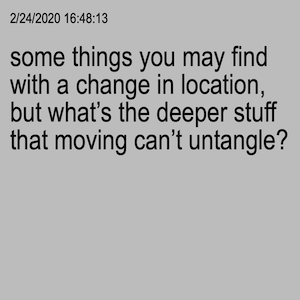 2/24/2020 16:48:13
some things you may find
with a change in location,
but what’s the deeper stuff
that moving can’t untangle?